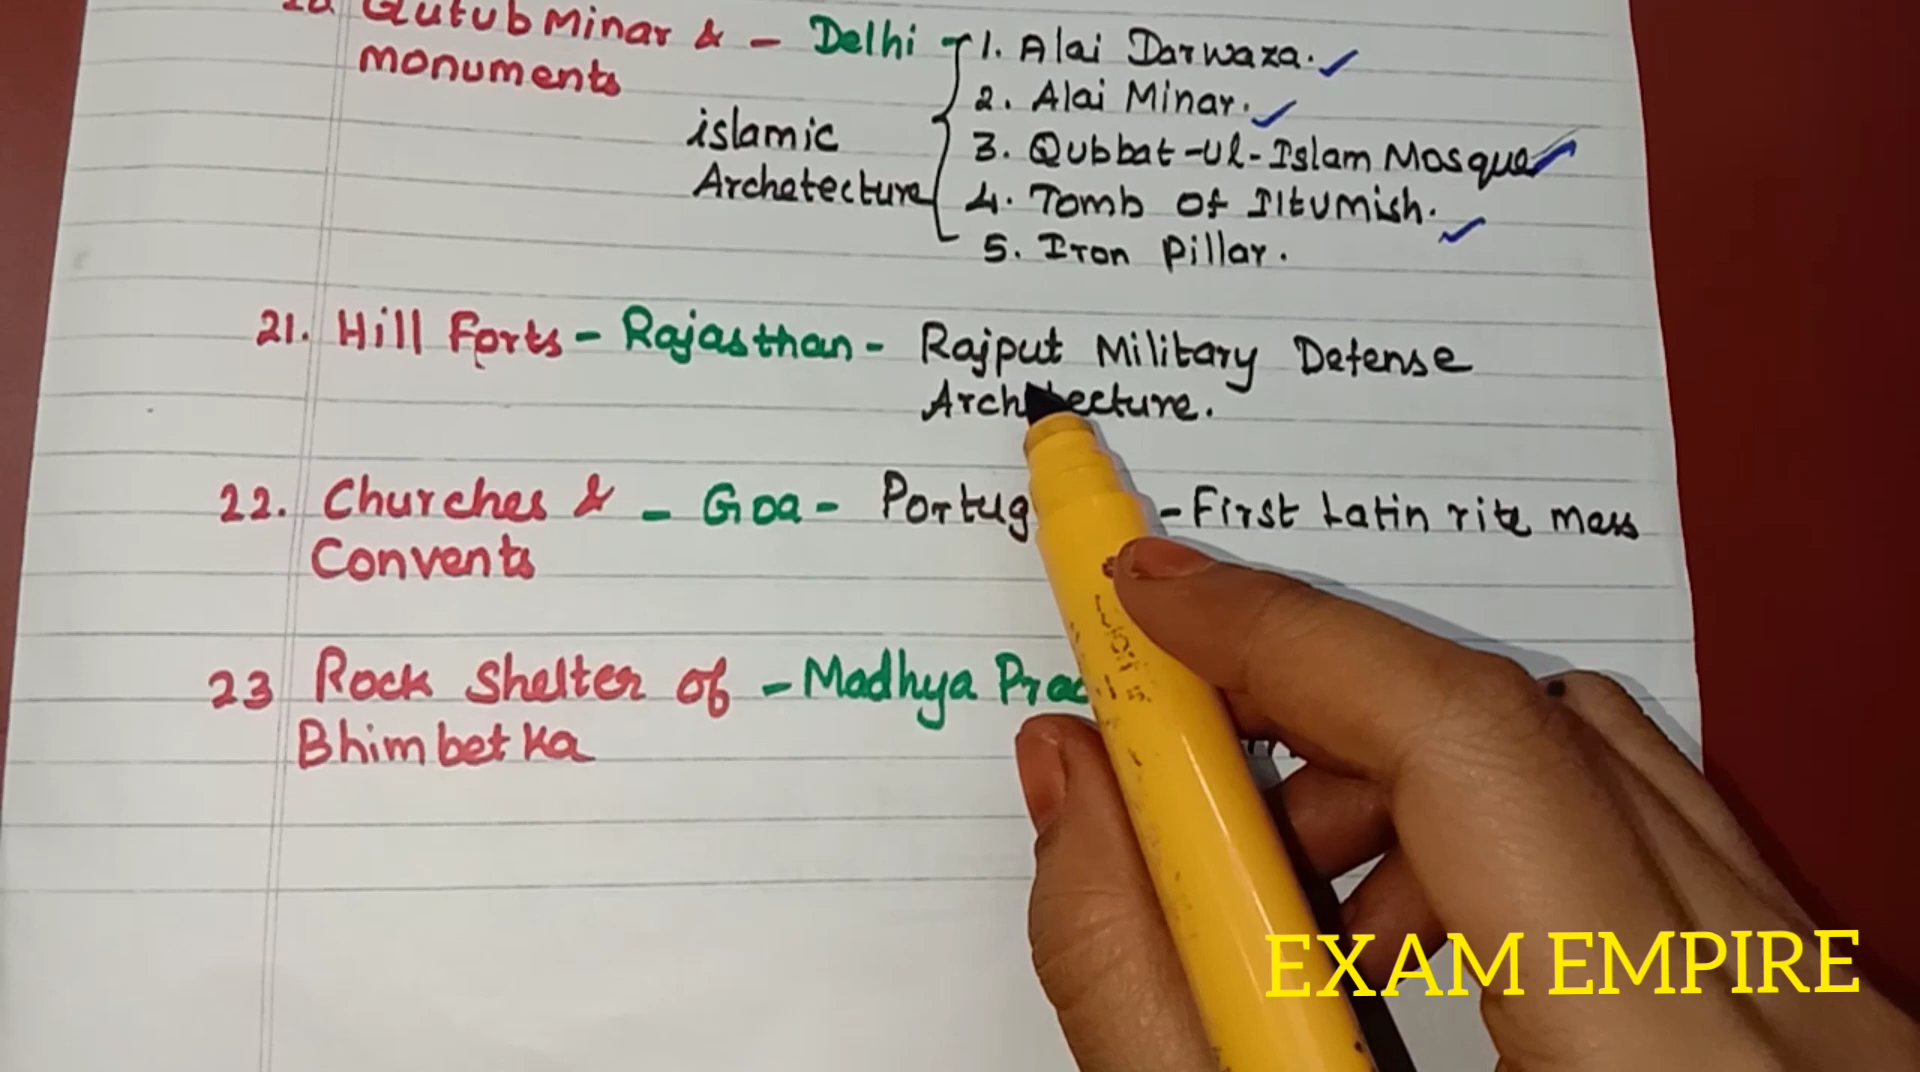 Qutub Minar & - Delhi - 1. Alai Darwaza.
monuments
2. Alai Minar.
islamic
3. Qubbat-Ul-Islam Mosque
Archetecture
4. Tomb of Iltumish.
5. Iron pillar.
21. Hill Forts - Rajasthan - Rajput Military Defense
Architecture.
22. Churches & - Goa - Portug - First Latin rite mass
Convents
23 Rock Shelter of - Madhya Prad
Bhimbetka
EXAM EMPIRE